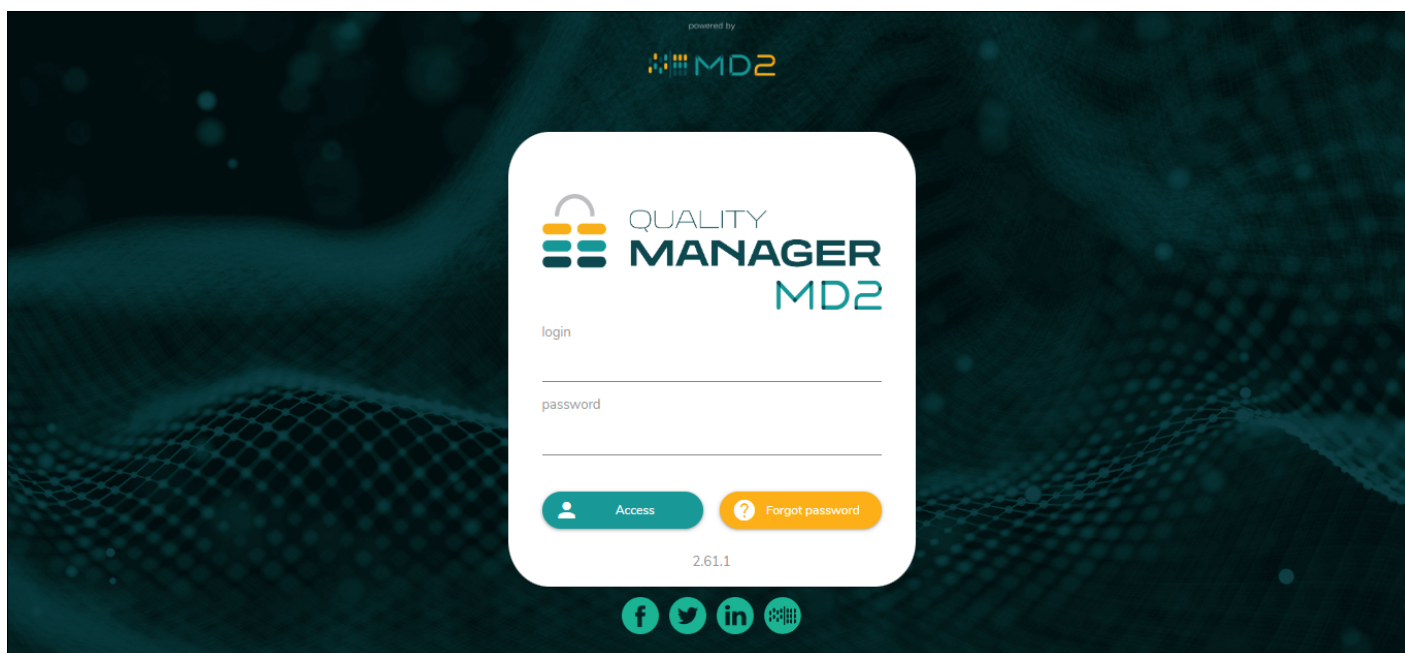 powered by
MD2
QUALITY
MANAGER
MD2
login
password
Access
Forgot password
2.61.1